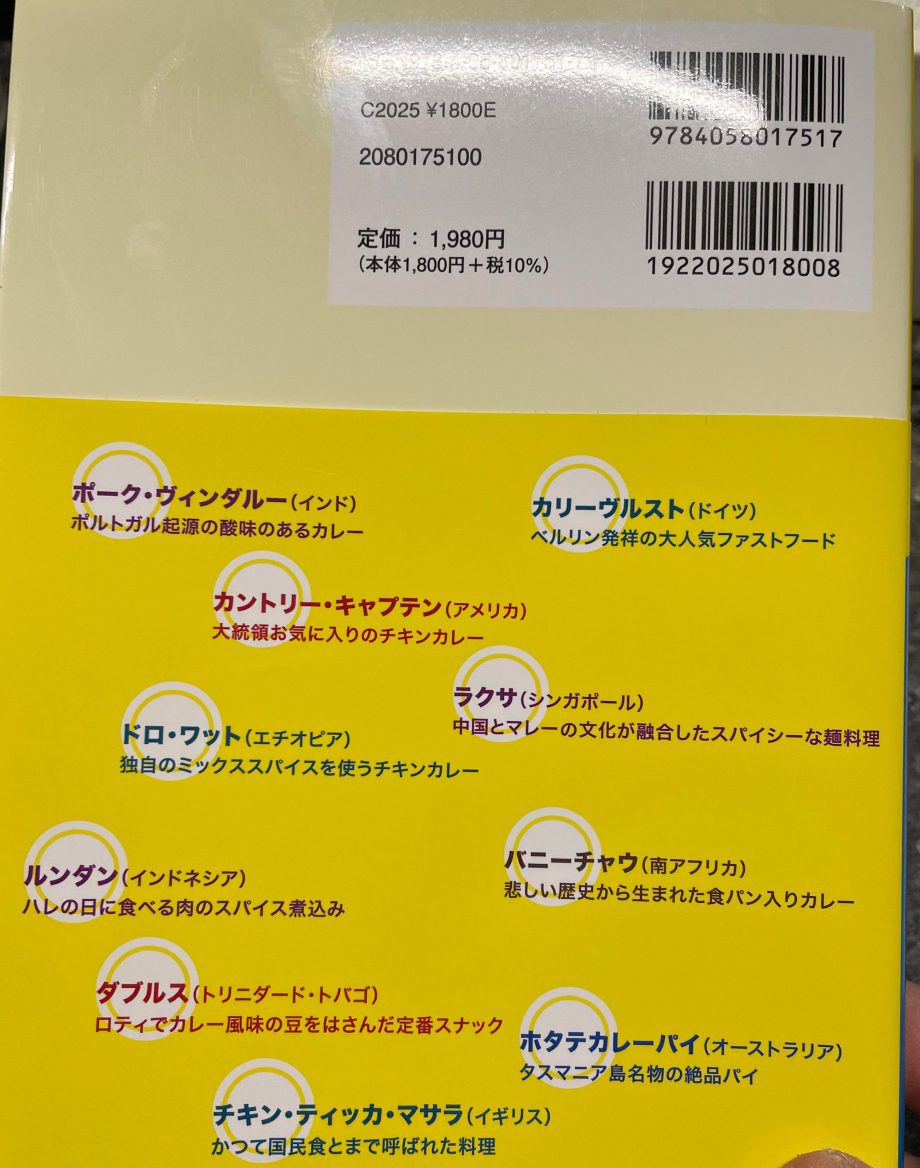 C2025 ¥1800E
2080175100
定価：1,980円
（本体1,800円＋税10%）
9784058017517
1922025018008
ポーク・ヴィンダルー（インド）
ポルトガル起源の酸味のあるカレー
カリーヴルスト（ドイツ）
ベルリン発祥の大人気ファストフード
カントリー・キャプテン（アメリカ）
大統領お気に入りのチキンカレー
ラクサ（シンガポール）
中国とマレーの文化が融合したスパイシーな麺料理
ドロ・ワット（エチオピア）
独自のミックススパイスを使うチキンカレー
ルンダン（インドネシア）
ハレの日に食べる肉のスパイス煮込み
バニーチャウ（南アフリカ）
悲しい歴史から生まれた食パン入りカレー
ダブルス（トリニダード・トバゴ）
ロティでカレー風味の豆をはさんだ定番スナック
ホタテカレーパイ（オーストラリア）
タスマニア島名物の絶品パイ
チキン・ティッカ・マサラ（イギリス）
かつて国民食とまで呼ばれた料理